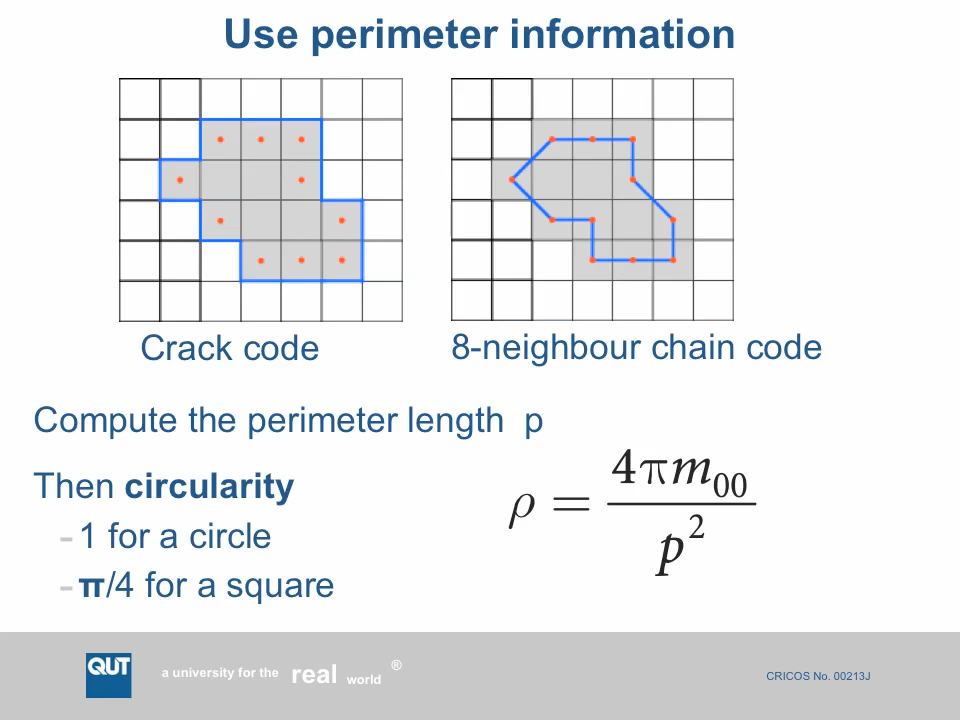 Use perimeter information
Crack code
8-neighbour chain code
Compute the perimeter length p
Then circularity
- 1 for a circle
- π/4 for a square
ρ = 4πm₀₀ / p²
QUT
a university for the real world ®
CRICOS No. 00213J